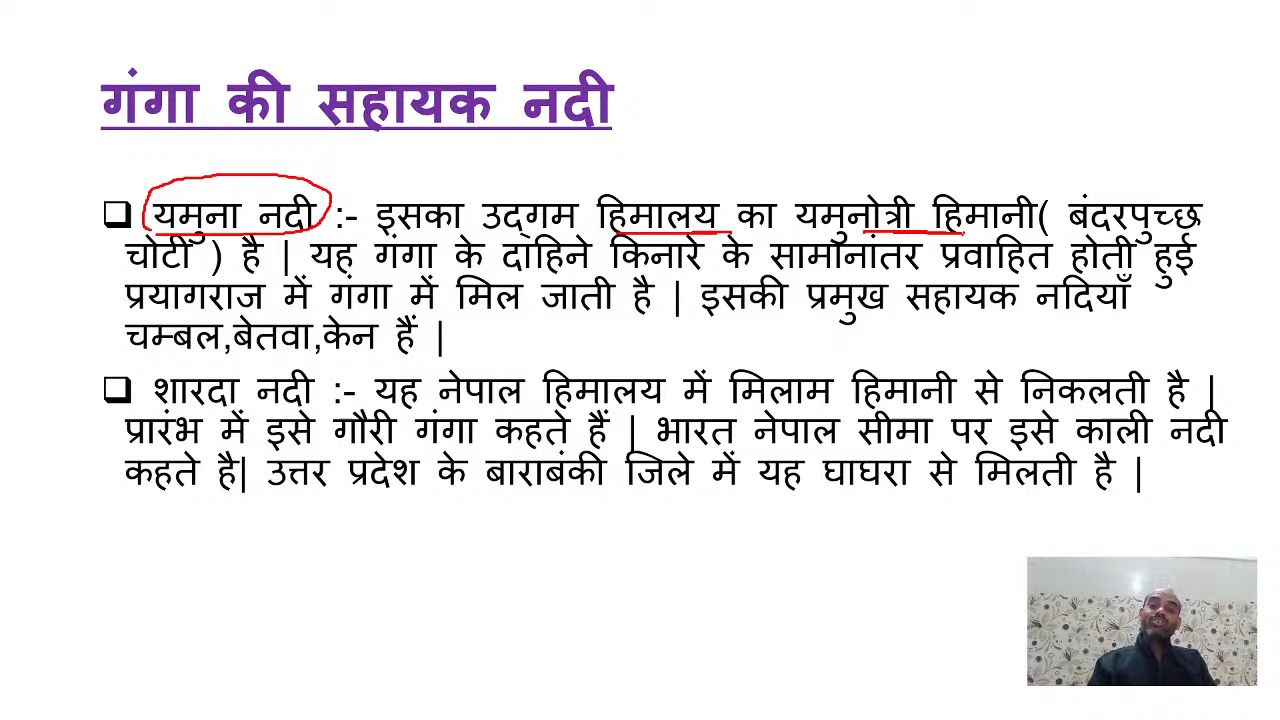 गंगा की सहायक नदी
यमुना नदी :- इसका उद्गम हिमालय का यमुनोत्री हिमानी( बंदरपुच्छ
चोटी ) है | यह गंगा के दाहिने किनारे के सामानांतर प्रवाहित होती हुई
प्रयागराज में गंगा में मिल जाती है | इसकी प्रमुख सहायक नदियाँ
चम्बल,बेतवा,केन हैं |
शारदा नदी :- यह नेपाल हिमालय में मिलाम हिमानी से निकलती है |
प्रारंभ में इसे गौरी गंगा कहते हैं | भारत नेपाल सीमा पर इसे काली नदी
कहते है| उत्तर प्रदेश के बाराबंकी जिले में यह घाघरा से मिलती है |